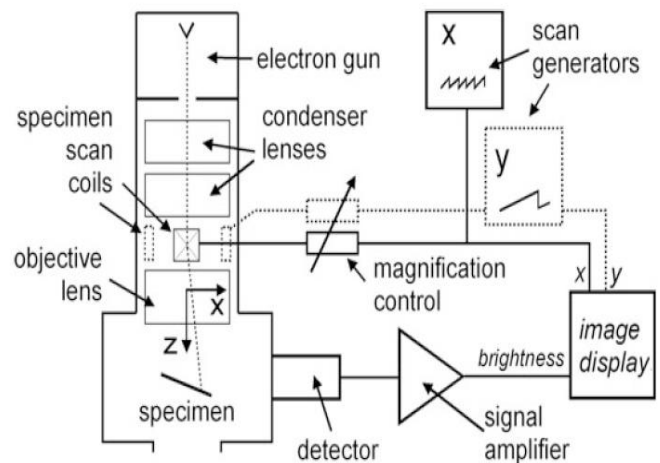 electron gun
specimen
scan
coils
condenser
lenses
objective
lens
x
z
specimen
detector
x
scan
generators
y
magnification
control
x y
image
display
brightness
signal
amplifier